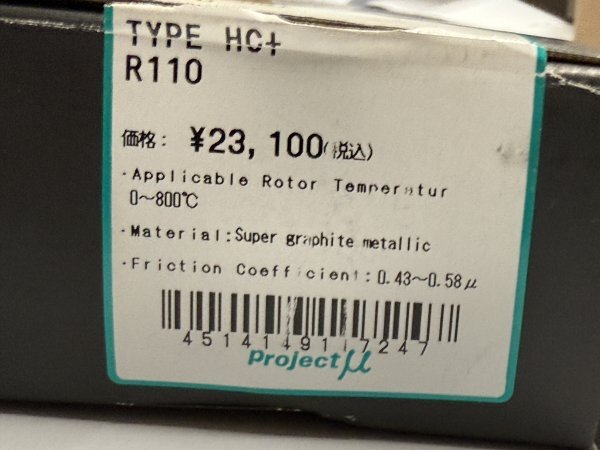 TYPE HC+
R110
価格: ¥23,100(税込)
·Applicable Rotor Temperatur
0～800℃
·Material:Super graphite metallic
·Friction Coefficient:0.43～0.58μ
4514149117247
Projectμ